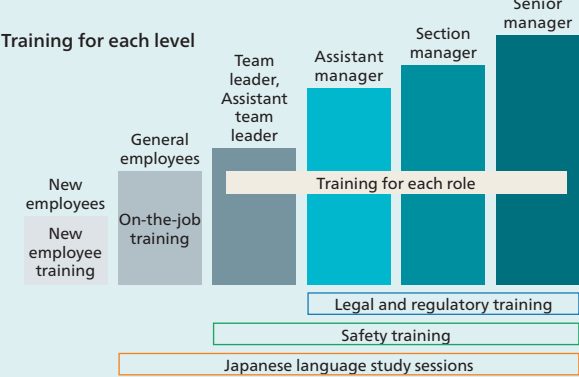 Training for each level
Senior
manager
Section
manager
Assistant
manager
Team
leader,
Assistant
team
leader
General
employees
New
employees
New
employee
training
On-the-job
training
Training for each role
Legal and regulatory training
Safety training
Japanese language study sessions